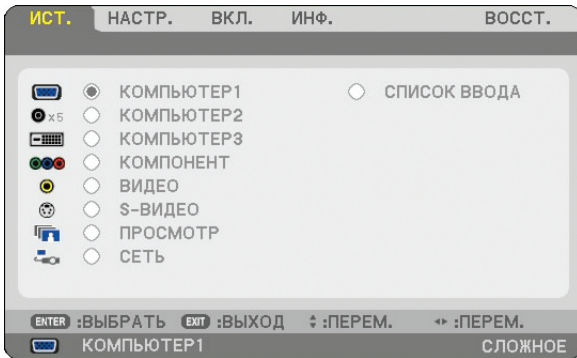 ИСТ. НАСТР. ВКЛ. ИНФ. ВОССТ.
КОМПЬЮТЕР1 СПИСОК ВВОДА
x5 КОМПЬЮТЕР2
КОМПЬЮТЕР3
КОМПОНЕНТ
ВИДЕО
S-ВИДЕО
ПРОСМОТР
СЕТЬ
ENTER :ВЫБРАТЬ EXIT :ВЫХОД :ПЕРЕМ. :ПЕРЕМ.
КОМПЬЮТЕР1 СЛОЖНОЕ